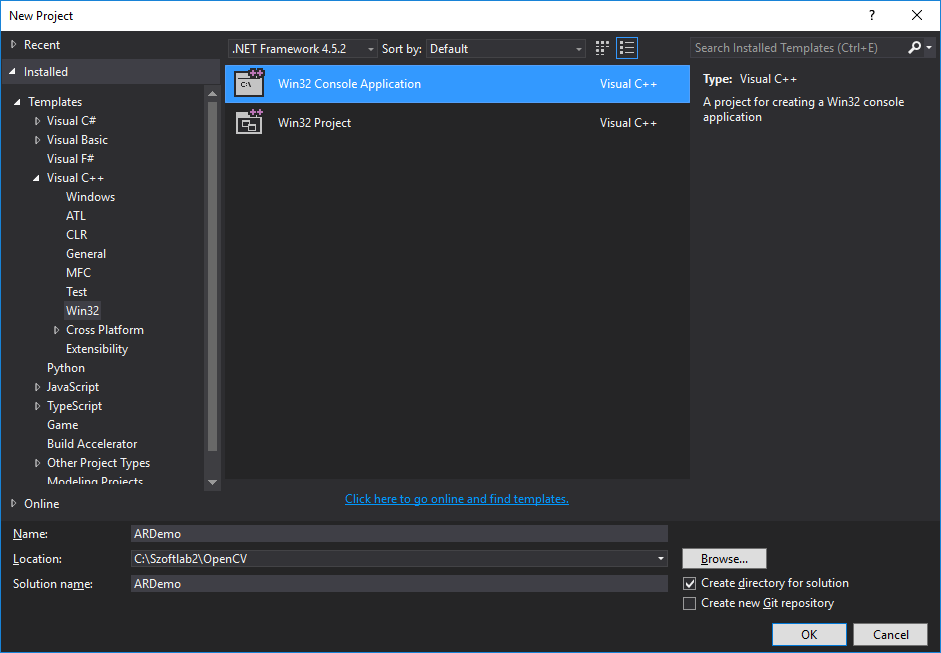 New Project
?
Recent
Installed
Templates
Visual C#
Visual Basic
Visual F#
Visual C++
Windows
ATL
CLR
General
MFC
Test
Win32
Cross Platform
Extensibility
Python
JavaScript
TypeScript
Game
Build Accelerator
Other Project Types
Modeling Projects
Online
.NET Framework 4.5.2 Sort by: Default
C:\ Win32 Console Application Visual C++
Win32 Project Visual C++
Click here to go online and find templates.
Search Installed Templates (Ctrl+E)
Type: Visual C++
A project for creating a Win32 console
application
Name: ARDemo
Location: C:\Szoftlab2\OpenCV Browse...
Solution name: ARDemo
Create directory for solution
Create new Git repository
OK Cancel